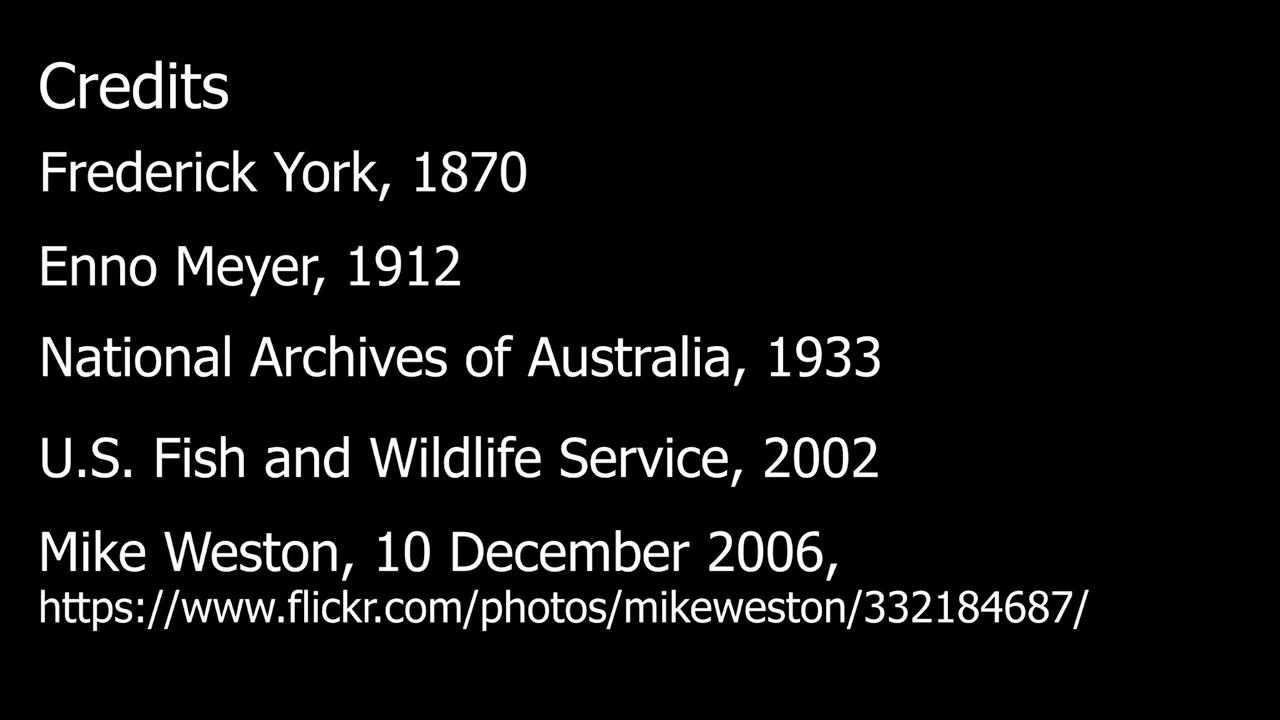 Credits
Frederick York, 1870
Enno Meyer, 1912
National Archives of Australia, 1933
U.S. Fish and Wildlife Service, 2002
Mike Weston, 10 December 2006,
https://www.flickr.com/photos/mikeweston/332184687/